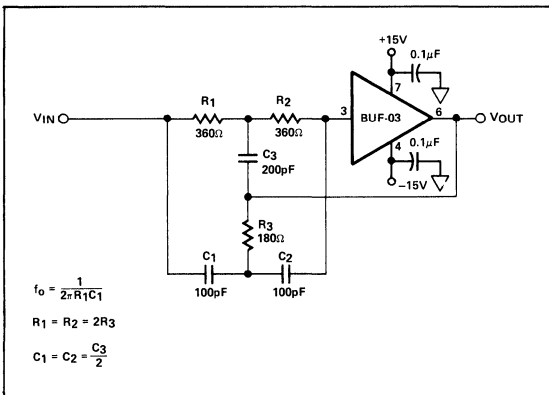 +15V
0.1μF
7
R1
R2
VIN
3
BUF-03
6
VOUT
360Ω
360Ω
C3
200pF
4
0.1μF
−15V
R3
180Ω
C1
C2
100pF
100pF
fo = 1 / 2πR1C1
R1 = R2 = 2R3
C1 = C2 = C3 / 2